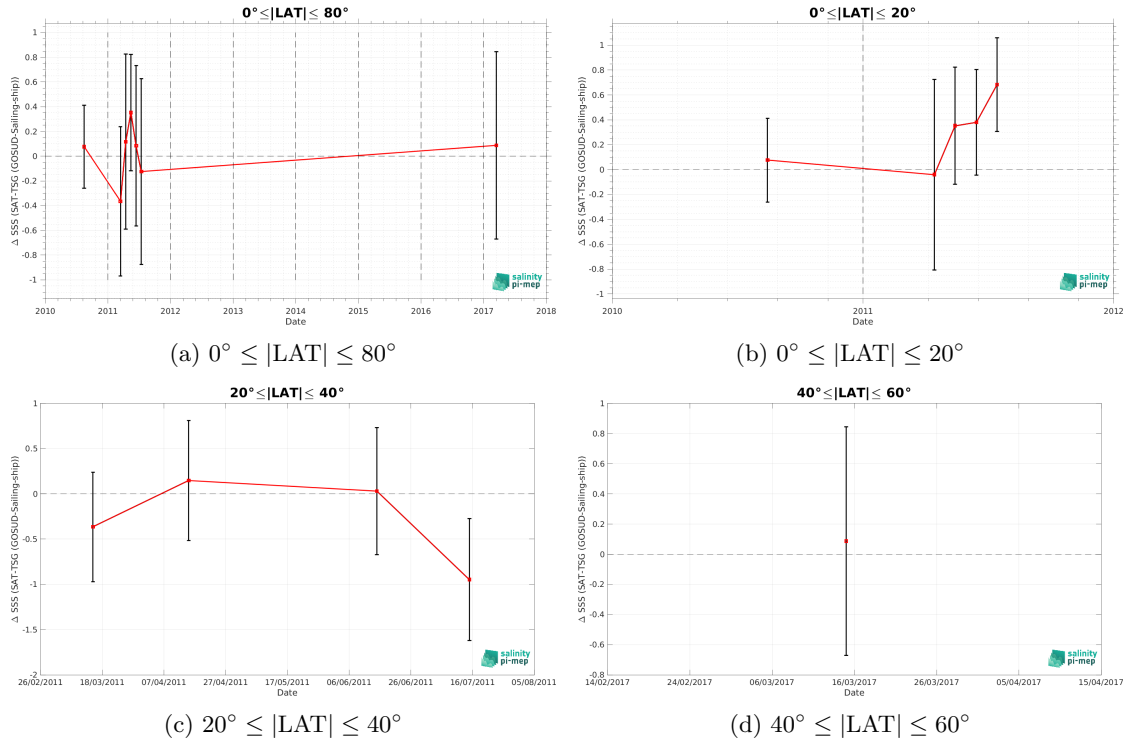 0°≤|LAT|≤ 80°
Δ SSS (SAT-TSG (GOSUD-Sailing-ship))
1
0.8
0.6
0.4
0.2
0
-0.2
-0.4
-0.6
-0.8
-1
2010 2011 2012 2013 2014 2015 2016 2017 2018
Date
salinity
pi-mep
(a) 0° ≤ |LAT| ≤ 80°
0°≤|LAT|≤ 20°
Δ SSS (SAT-TSG (GOSUD-Sailing-ship))
1
0.8
0.6
0.4
0.2
0
-0.2
-0.4
-0.6
-0.8
-1
2010 2011 2012
Date
salinity
pi-mep
(b) 0° ≤ |LAT| ≤ 20°
20°≤|LAT|≤ 40°
Δ SSS (SAT-TSG (GOSUD-Sailing-ship))
1
0.5
0
-0.5
-1
-1.5
-2
26/02/2011 18/03/2011 07/04/2011 27/04/2011 17/05/2011 06/06/2011 26/06/2011 16/07/2011 05/08/2011
Date
salinity
pi-mep
(c) 20° ≤ |LAT| ≤ 40°
40°≤|LAT|≤ 60°
Δ SSS (SAT-TSG (GOSUD-Sailing-ship))
1
0.8
0.6
0.4
0.2
0
-0.2
-0.4
-0.6
-0.8
14/02/2017 24/02/2017 06/03/2017 16/03/2017 26/03/2017 05/04/2017 15/04/2017
Date
salinity
pi-mep
(d) 40° ≤ |LAT| ≤ 60°